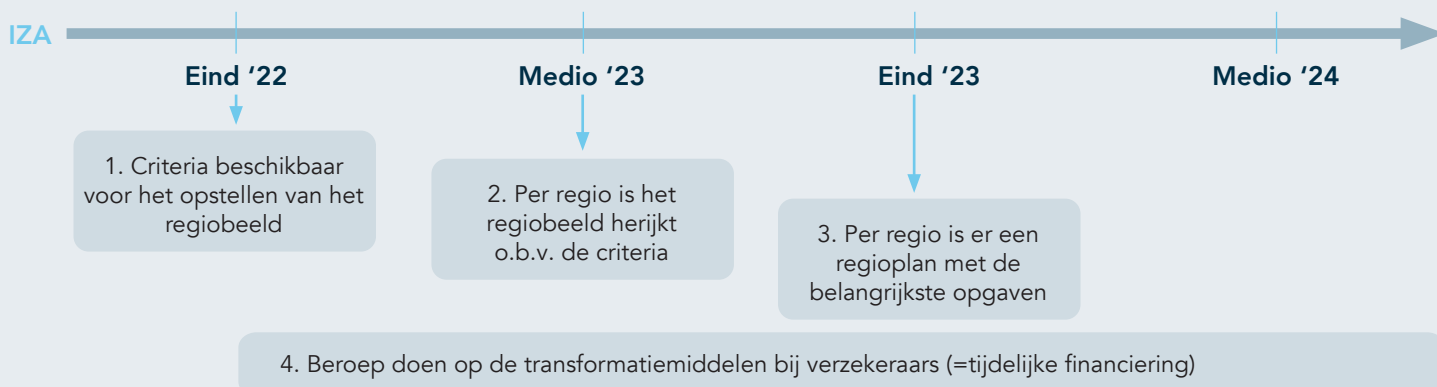 IZA
Eind ‘22
Medio ‘23
Eind ‘23
Medio ‘24
1. Criteria beschikbaar
voor het opstellen van het
regiobeeld
2. Per regio is het
regiobeeld herijkt
o.b.v. de criteria
3. Per regio is er een
regioplan met de
belangrijkste opgaven
4. Beroep doen op de transformatiemiddelen bij verzekeraars (=tijdelijke financiering)